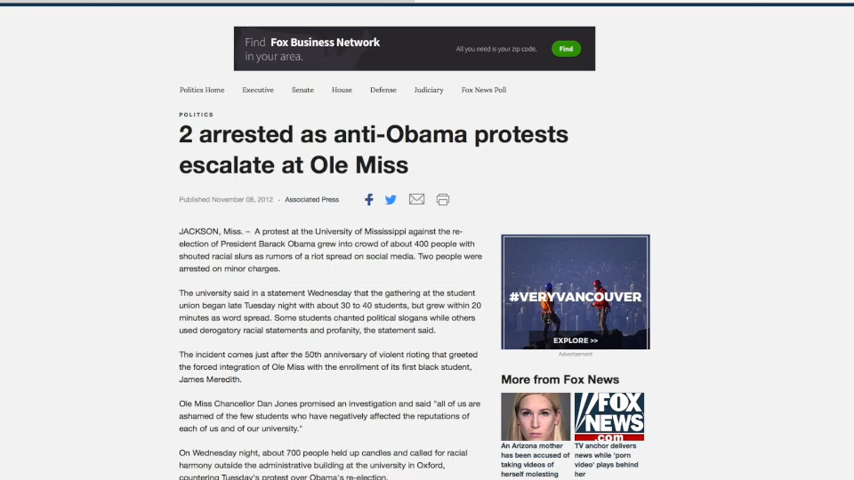 Find Fox Business Network
in your area.
All you need is your zip code.
Find
Politics Home Executive Senate House Defense Judiciary Fox News Poll
POLITICS
2 arrested as anti-Obama protests
escalate at Ole Miss
Published November 08, 2012 · Associated Press
JACKSON, Miss. – A protest at the University of Mississippi against the re-
election of President Barack Obama grew into crowd of about 400 people with
shouted racial slurs as rumors of a riot spread on social media. Two people were
arrested on minor charges.
The university said in a statement Wednesday that the gathering at the student
union began late Tuesday night with about 30 to 40 students, but grew within 20
minutes as word spread. Some students chanted political slogans while others
used derogatory racial statements and profanity, the statement said.
The incident comes just after the 50th anniversary of violent rioting that greeted
the forced integration of Ole Miss with the enrollment of its first black student,
James Meredith.
Ole Miss Chancellor Dan Jones promised an investigation and said "all of us are
ashamed of the few students who have negatively affected the reputations of
each of us and of our university."
On Wednesday night, about 700 people held up candles and called for racial
harmony outside the administrative building at the university in Oxford,
countering Tuesday's protest over Obama's re-election.
#VERYVANCOUVER
EXPLORE >>
Advertisement
More from Fox News
FOX
NEWS
.com
An Arizona mother
has been accused of
taking videos of
herself molesting
TV anchor delivers
news while 'porn
video' plays behind
her